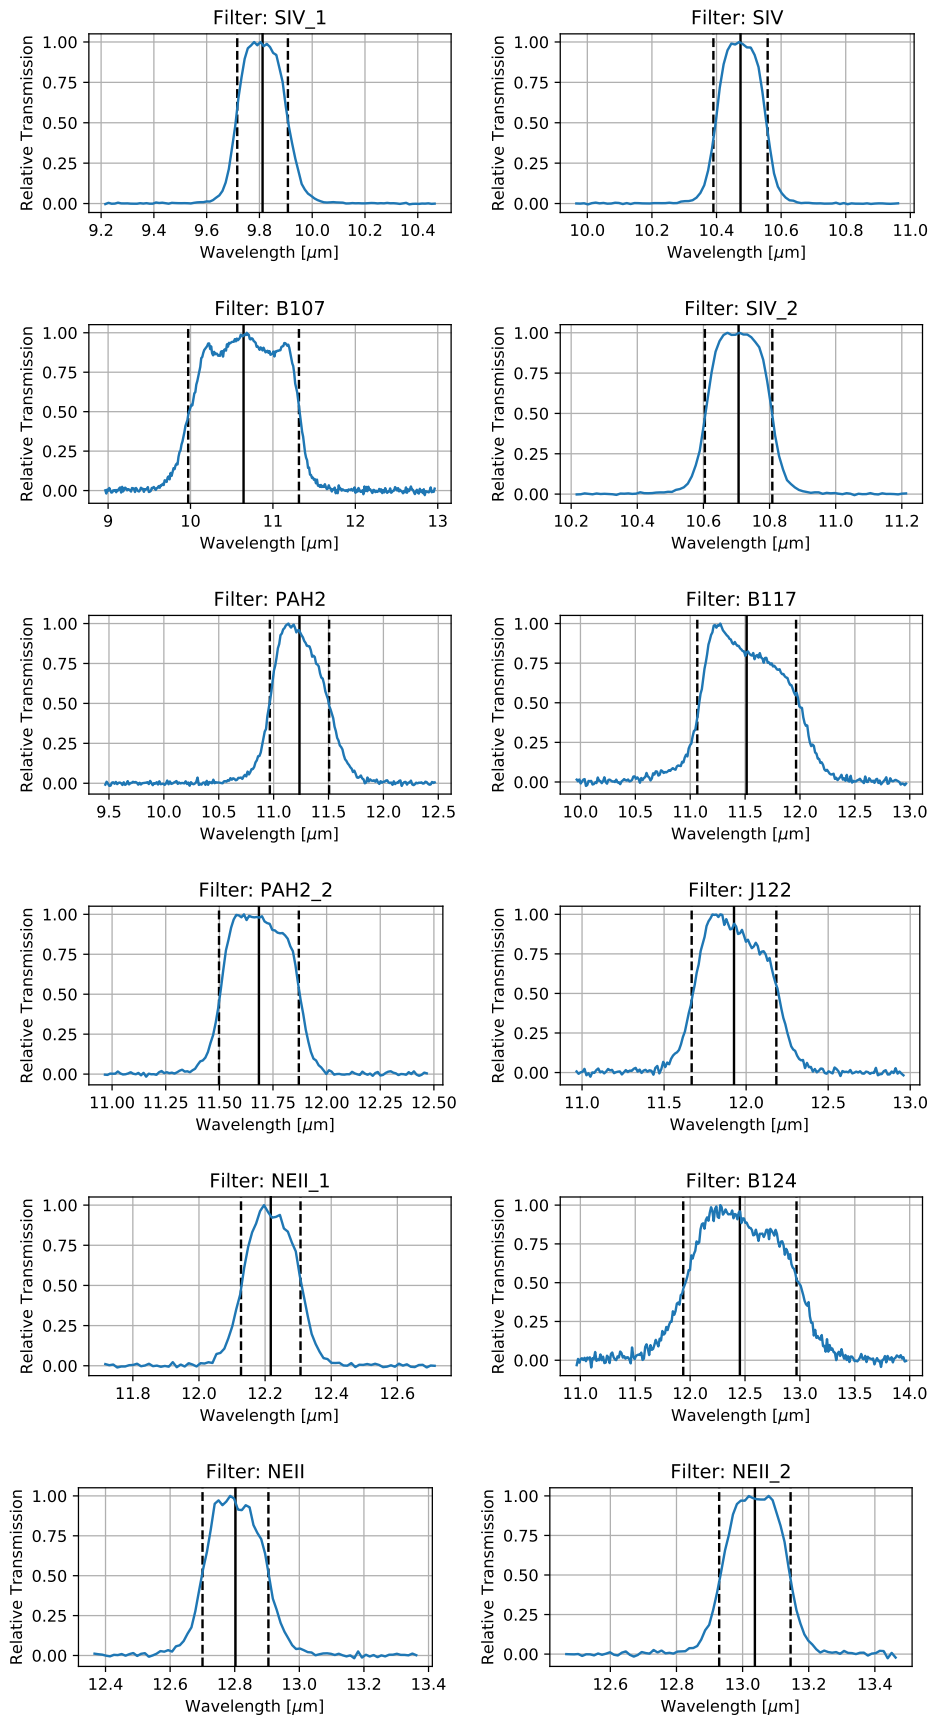 Filter: SIV_1
Relative Transmission
1.00
0.75
0.50
0.25
0.00
9.2 9.4 9.6 9.8 10.0 10.2 10.4
Wavelength [μm]
Filter: SIV
Relative Transmission
1.00
0.75
0.50
0.25
0.00
10.0 10.2 10.4 10.6 10.8 11.0
Wavelength [μm]
Filter: B107
Relative Transmission
1.00
0.75
0.50
0.25
0.00
9 10 11 12 13
Wavelength [μm]
Filter: SIV_2
Relative Transmission
1.00
0.75
0.50
0.25
0.00
10.2 10.4 10.6 10.8 11.0 11.2
Wavelength [μm]
Filter: PAH2
Relative Transmission
1.00
0.75
0.50
0.25
0.00
9.5 10.0 10.5 11.0 11.5 12.0 12.5
Wavelength [μm]
Filter: B117
Relative Transmission
1.00
0.75
0.50
0.25
0.00
10.0 10.5 11.0 11.5 12.0 12.5 13.0
Wavelength [μm]
Filter: PAH2_2
Relative Transmission
1.00
0.75
0.50
0.25
0.00
11.00 11.25 11.50 11.75 12.00 12.25 12.50
Wavelength [μm]
Filter: J122
Relative Transmission
1.00
0.75
0.50
0.25
0.00
11.0 11.5 12.0 12.5 13.0
Wavelength [μm]
Filter: NEII_1
Relative Transmission
1.00
0.75
0.50
0.25
0.00
11.8 12.0 12.2 12.4 12.6
Wavelength [μm]
Filter: B124
Relative Transmission
1.00
0.75
0.50
0.25
0.00
11.0 11.5 12.0 12.5 13.0 13.5 14.0
Wavelength [μm]
Filter: NEII
Relative Transmission
1.00
0.75
0.50
0.25
0.00
12.4 12.6 12.8 13.0 13.2 13.4
Wavelength [μm]
Filter: NEII_2
Relative Transmission
1.00
0.75
0.50
0.25
0.00
12.6 12.8 13.0 13.2 13.4
Wavelength [μm]